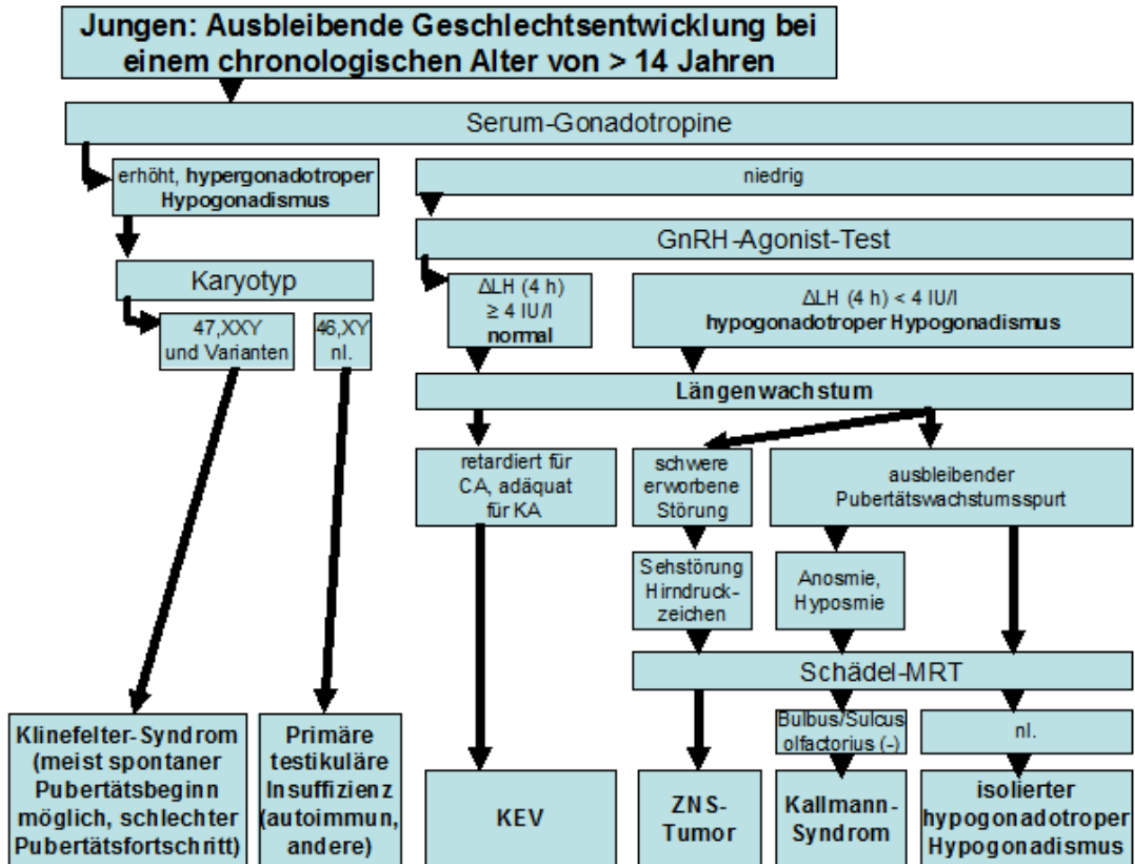 Jungen: Ausbleibende Geschlechtsentwicklung bei
einem chronologischen Alter von > 14 Jahren
Serum-Gonadotropine
erhöht, hypergonadotroper
Hypogonadismus
niedrig
GnRH-Agonist-Test
Karyotyp
ΔLH (4 h)
≥ 4 IU/l
normal
ΔLH (4 h) < 4 IU/l
hypogonadotroper Hypogonadismus
47,XXY
und Varianten
46,XY
nl.
Längenwachstum
retardiert für
CA, adäquat
für KA
schwere
erworbene
Störung
ausbleibender
Pubertätswachstumsspurt
Sehstörung
Hirndruck-
zeichen
Anosmie,
Hyposmie
Schädel-MRT
Bulbus/Sulcus
olfactorius (-)
nl.
Klinefelter-Syndrom
(meist spontaner
Pubertätsbeginn
möglich, schlechter
Pubertätsfortschritt)
Primäre
testikuläre
Insuffizienz
(autoimmun,
andere)
KEV
ZNS-
Tumor
Kallmann-
Syndrom
isolierter
hypogonadotroper
Hypogonadismus